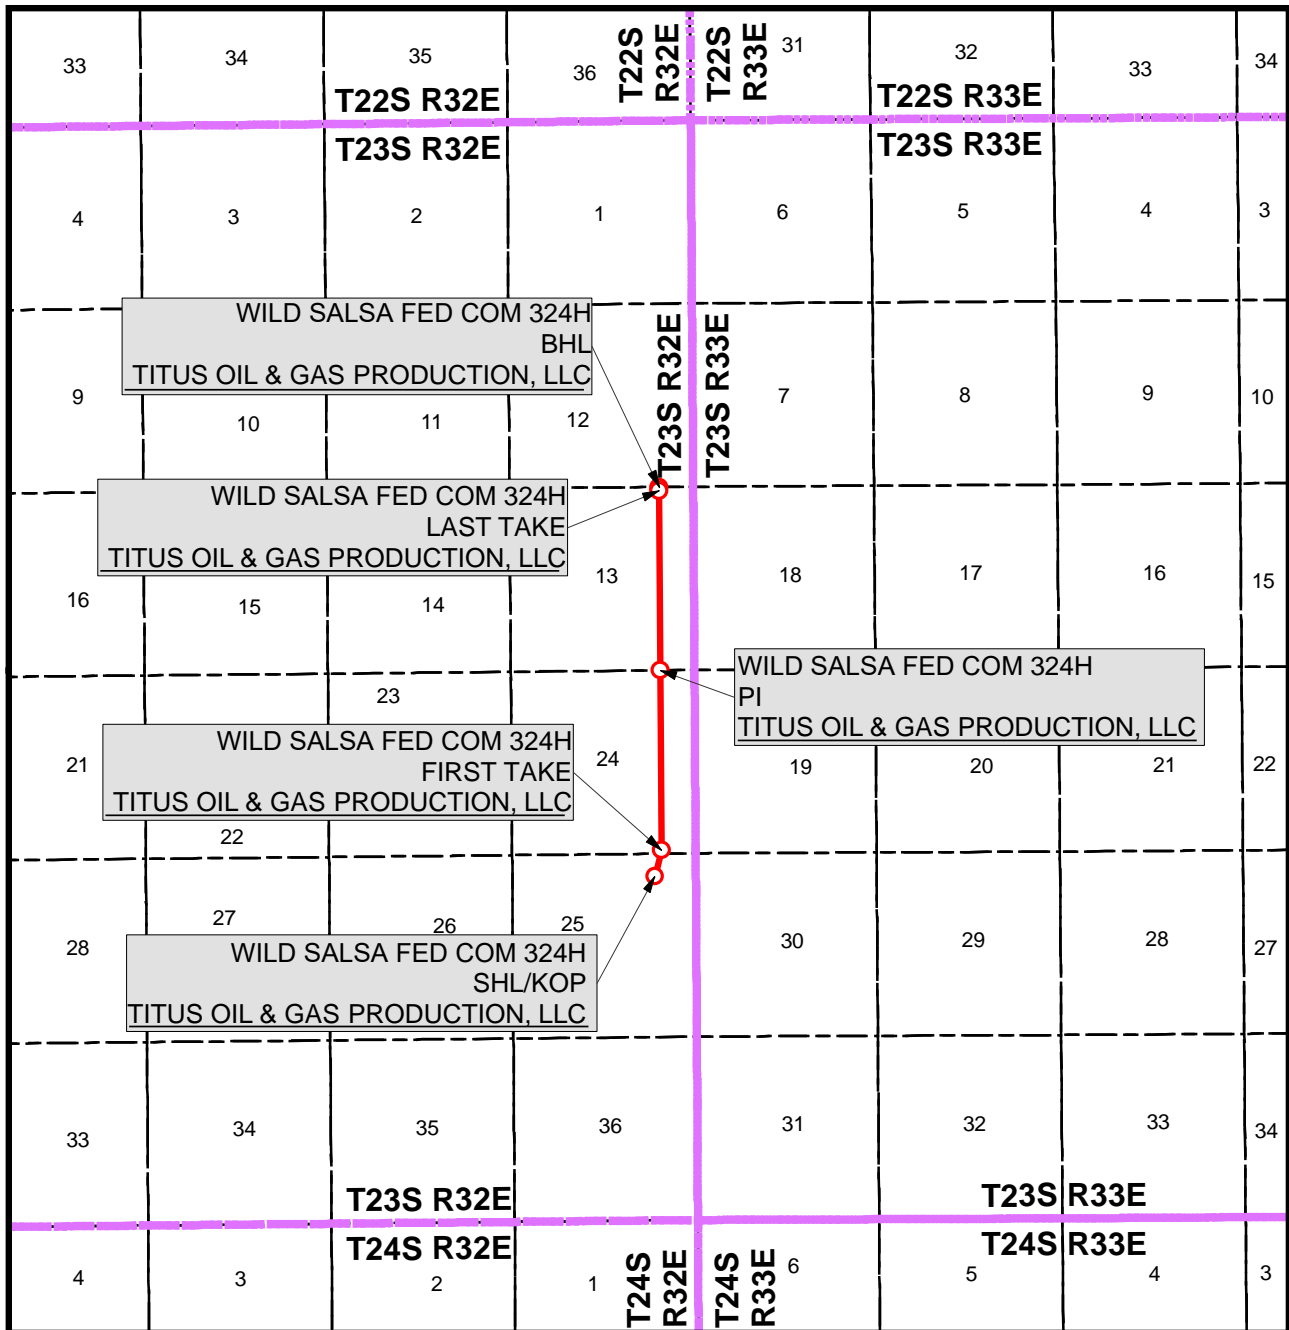 33 34 35 36 31 32 33 34
T22S
R32E
T22S
R33E
T22S R32E
T22S R33E
T23S R32E
T23S R33E
4 3 2 1 6 5 4 3
WILD SALSA FED COM 324H
BHL
TITUS OIL & GAS PRODUCTION, LLC
T23S R32E
T23S R33E
9 10 11 12 7 8 9 10
WILD SALSA FED COM 324H
LAST TAKE
TITUS OIL & GAS PRODUCTION, LLC
16 15 14 13 18 17 16 15
WILD SALSA FED COM 324H
PI
TITUS OIL & GAS PRODUCTION, LLC
23
WILD SALSA FED COM 324H
FIRST TAKE
TITUS OIL & GAS PRODUCTION, LLC
21 24 19 20 21 22
22
27 26 25
28 30 29 28 27
WILD SALSA FED COM 324H
SHL/KOP
TITUS OIL & GAS PRODUCTION, LLC
33 34 35 36 31 32 33 34
T23S R32E
T23S R33E
T24S R32E
T24S R33E
T24S
R32E
T24S
R33E
4 3 2 1 6 5 4 3